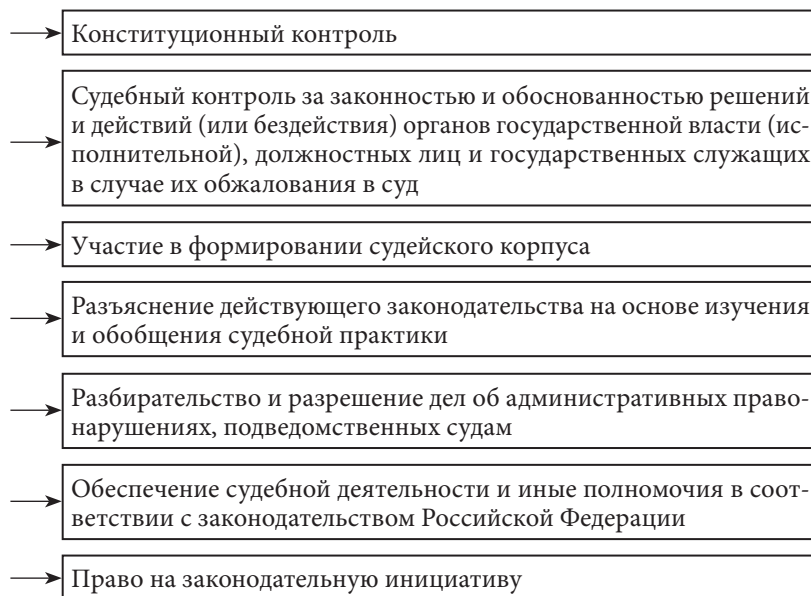 Конституционный контроль
Судебный контроль за законностью и обоснованностью решений
и действий (или бездействия) органов государственной власти (ис-
полнительной), должностных лиц и государственных служащих
в случае их обжалования в суд
Участие в формировании судейского корпуса
Разъяснение действующего законодательства на основе изучения
и обобщения судебной практики
Разбирательство и разрешение дел об административных право-
нарушениях, подведомственных судам
Обеспечение судебной деятельности и иные полномочия в соот-
ветствии с законодательством Российской Федерации
Право на законодательную инициативу